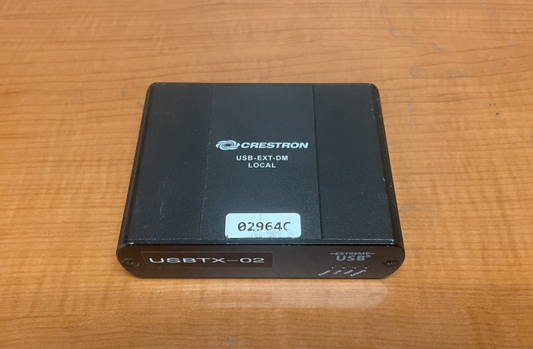 CRESTRON
USB-EXT-DM
LOCAL
02964C
USBTX-02
EXTREME
USB®